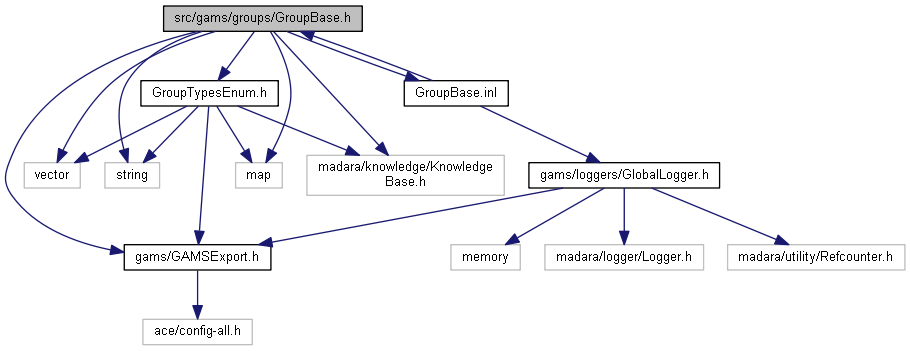 src/gams/groups/GroupBase.h
GroupTypesEnum.h
GroupBase.inl
vector
string
map
madara/knowledge/Knowledge
Base.h
gams/loggers/GlobalLogger.h
gams/GAMSExport.h
memory
madara/logger/Logger.h
madara/utility/Refcounter.h
ace/config-all.h